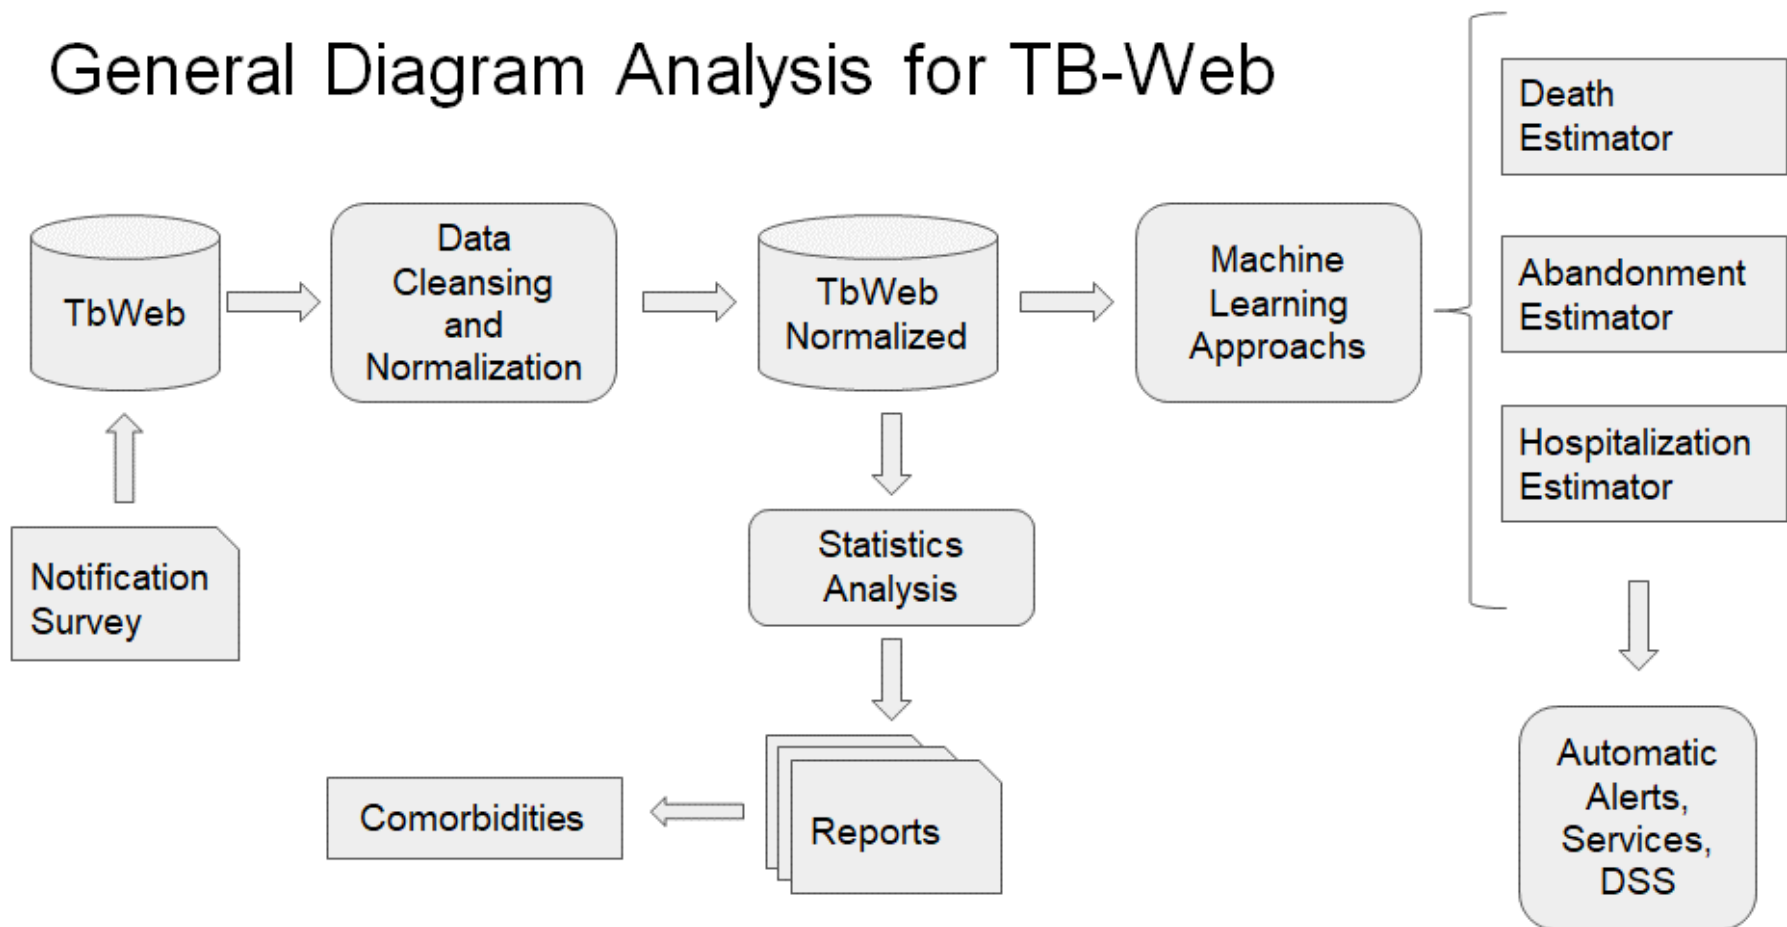 General Diagram Analysis for TB-Web
TbWeb
Data
Cleansing
and
Normalization
TbWeb
Normalized
Machine
Learning
Approachs
Death
Estimator
Abandonment
Estimator
Hospitalization
Estimator
Notification
Survey
Statistics
Analysis
Comorbidities
Reports
Automatic
Alerts,
Services,
DSS